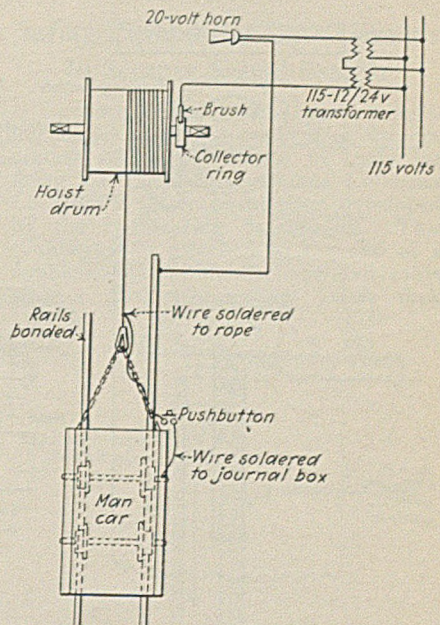 20-volt horn
115-12/24v
transformer
Brush
Collector
ring
115 volts
Hoist
drum
Rails
bonded
Wire soldered
to rope
Pushbutton
Wire soldered
to journal box
Man
car